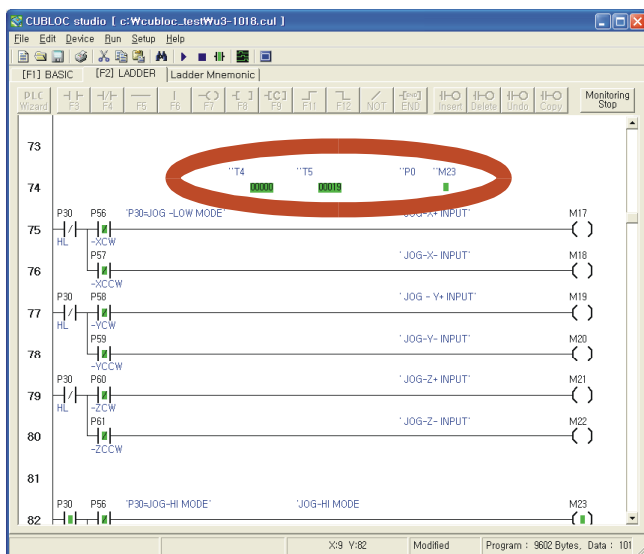 CUBLOC studio [ c:₩cubloc_test₩u3-1018.cul ]
File Edit Device Run Setup Help
[F1] BASIC [F2] LADDER Ladder Mnemonic
PLC Wizard F3 F4 F5 F6 F7 F8 F9 F11 F12 NOT END Insert Delete Undo Copy Monitoring Stop
73
''T4 ''T5 ''P0 ''M23
74 00000 00019
P30 P56 'P30=JOG -LOW MODE' 'JOG-X+ INPUT' M17
75
HL -XCW
P57 'JOG-X- INPUT' M18
76
-XCCW
P30 P58 'JOG - Y+ INPUT' M19
77
HL -YCW
P59 'JOG-Y- INPUT' M20
78
-YCCW
P30 P60 'JOG-Z+ INPUT' M21
79
HL -ZCW
P61 'JOG-Z- INPUT' M22
80
-ZCCW
81
P30 P56 'P30=JOG-HI MODE' 'JOG-HI MODE M23
82
X:9 Y:82 Modified Program : 9602 Bytes, Data : 101